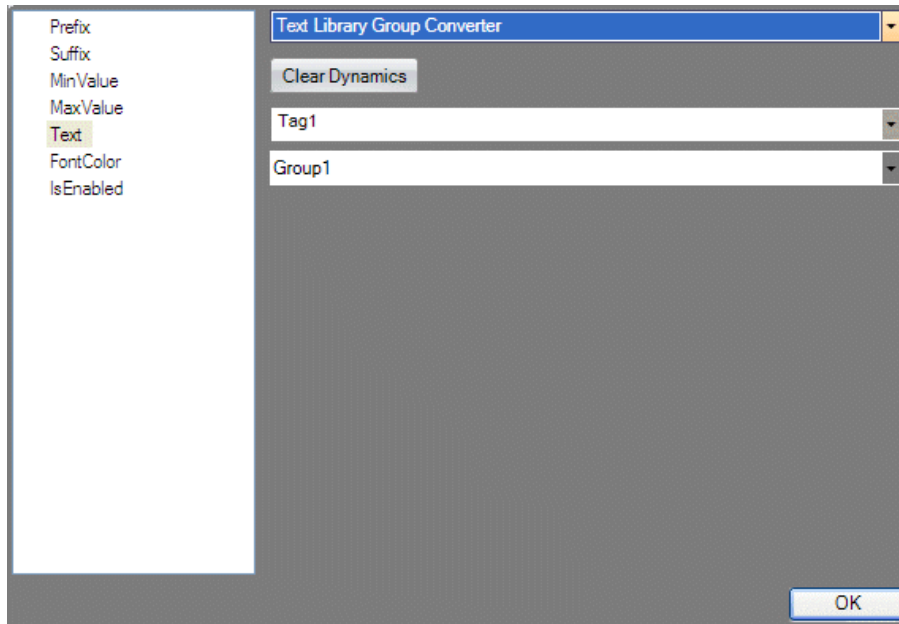 Prefix
Suffix
MinValue
MaxValue
Text
FontColor
IsEnabled
Text Library Group Converter
Clear Dynamics
Tag1
Group1
OK